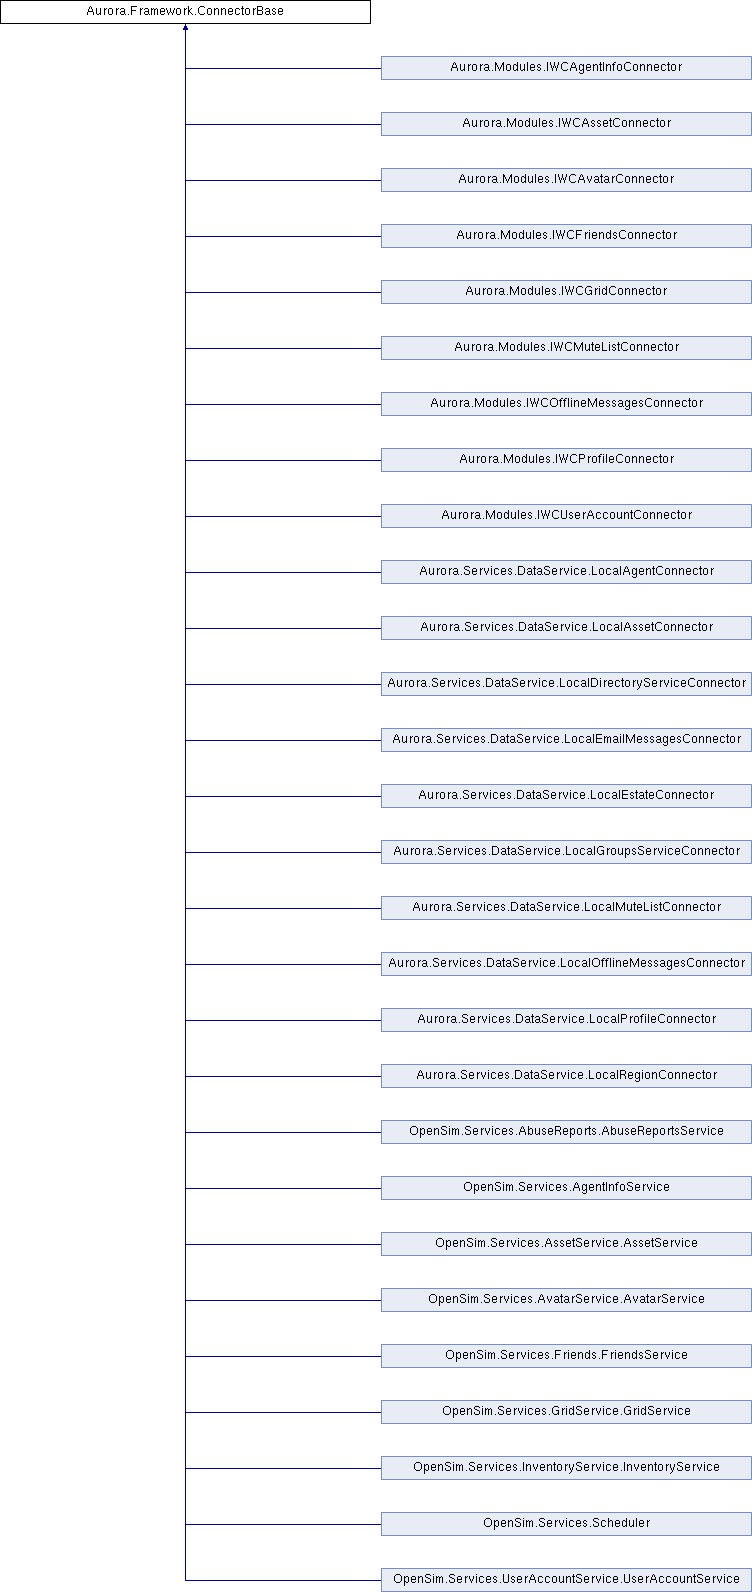 Aurora.Framework.ConnectorBase
Aurora.Modules.IWCAgentInfoConnector
Aurora.Modules.IWCAssetConnector
Aurora.Modules.IWCAvatarConnector
Aurora.Modules.IWCFriendsConnector
Aurora.Modules.IWCGridConnector
Aurora.Modules.IWCMuteListConnector
Aurora.Modules.IWCOfflineMessagesConnector
Aurora.Modules.IWCProfileConnector
Aurora.Modules.IWCUserAccountConnector
Aurora.Services.DataService.LocalAgentConnector
Aurora.Services.DataService.LocalAssetConnector
Aurora.Services.DataService.LocalDirectoryServiceConnector
Aurora.Services.DataService.LocalEmailMessagesConnector
Aurora.Services.DataService.LocalEstateConnector
Aurora.Services.DataService.LocalGroupsServiceConnector
Aurora.Services.DataService.LocalMuteListConnector
Aurora.Services.DataService.LocalOfflineMessagesConnector
Aurora.Services.DataService.LocalProfileConnector
Aurora.Services.DataService.LocalRegionConnector
OpenSim.Services.AbuseReports.AbuseReportsService
OpenSim.Services.AgentInfoService
OpenSim.Services.AssetService.AssetService
OpenSim.Services.AvatarService.AvatarService
OpenSim.Services.Friends.FriendsService
OpenSim.Services.GridService.GridService
OpenSim.Services.InventoryService.InventoryService
OpenSim.Services.Scheduler
OpenSim.Services.UserAccountService.UserAccountService